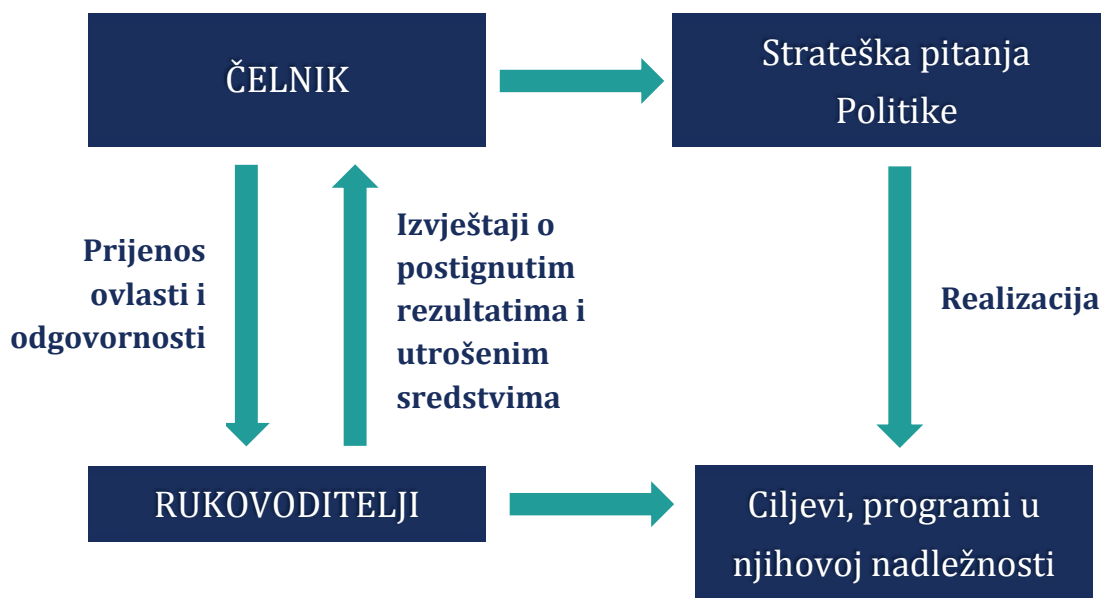 ČELNIK
Strateška pitanja
Politike
Prijenos
ovlasti i
odgovornosti
Izvještaji o
postignutim
rezultatima i
utrošenim
sredstvima
Realizacija
RUKOVODITELJI
Ciljevi, programi u
njihovoj nadležnosti